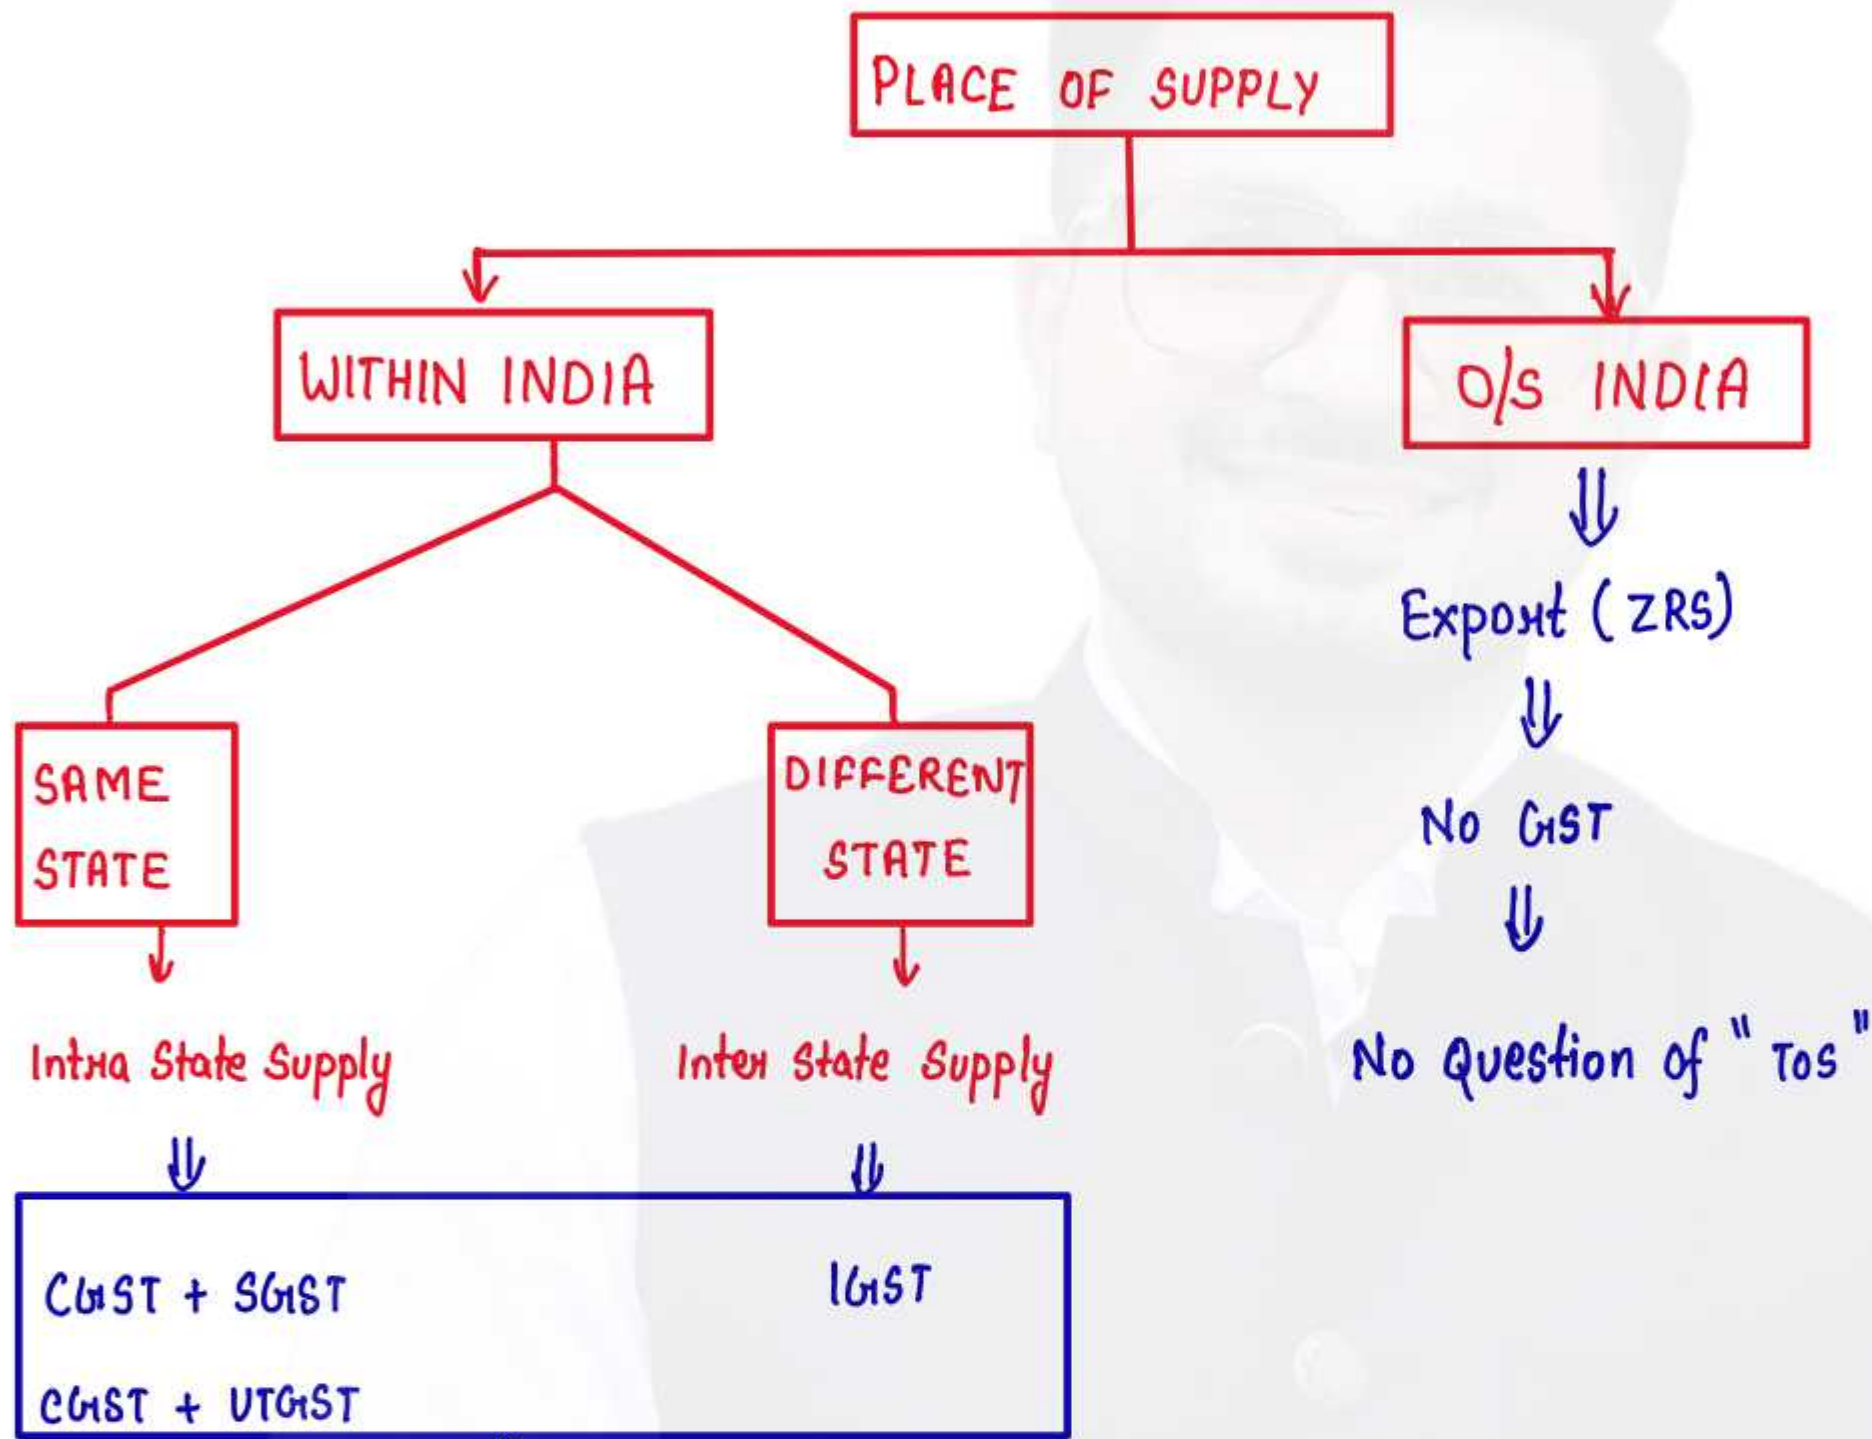 PLACE OF SUPPLY
WITHIN INDIA
O/S INDIA
Export (ZRS)
No GST
No Question of "TOS"
SAME
STATE
Intra State Supply
DIFFERENT
STATE
Inter State Supply
CGST + SGST
IGST
CGST + UTGST